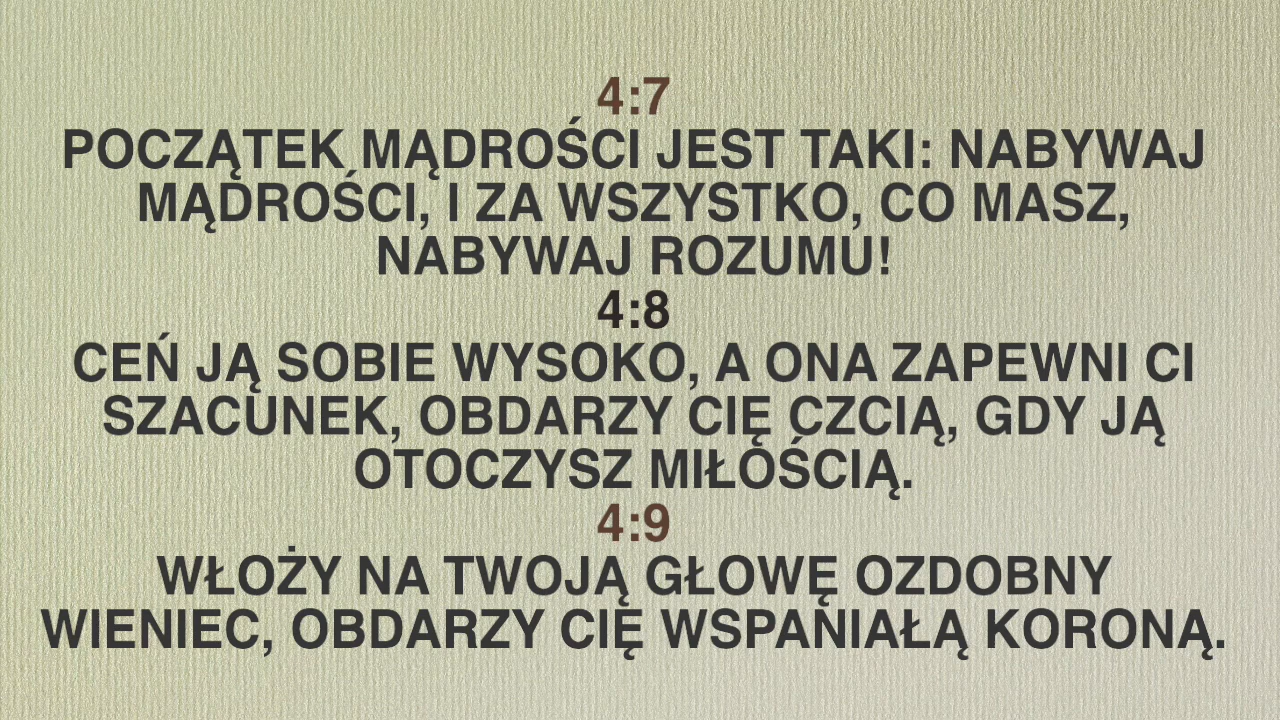 4:7
POCZĄTEK MĄDROŚCI JEST TAKI: NABYWAJ
MĄDROŚCI, I ZA WSZYSTKO, CO MASZ,
NABYWAJ ROZUMU!
4:8
CEŃ JĄ SOBIE WYSOKO, A ONA ZAPEWNI CI
SZACUNEK, OBDARZY CIĘ CZCIĄ, GDY JĄ
OTOCZYSZ MIŁOŚCIĄ.
4:9
WŁOŻY NA TWOJĄ GŁOWĘ OZDOBNY
WIENIEC, OBDARZY CIĘ WSPANIAŁĄ KORONĄ.